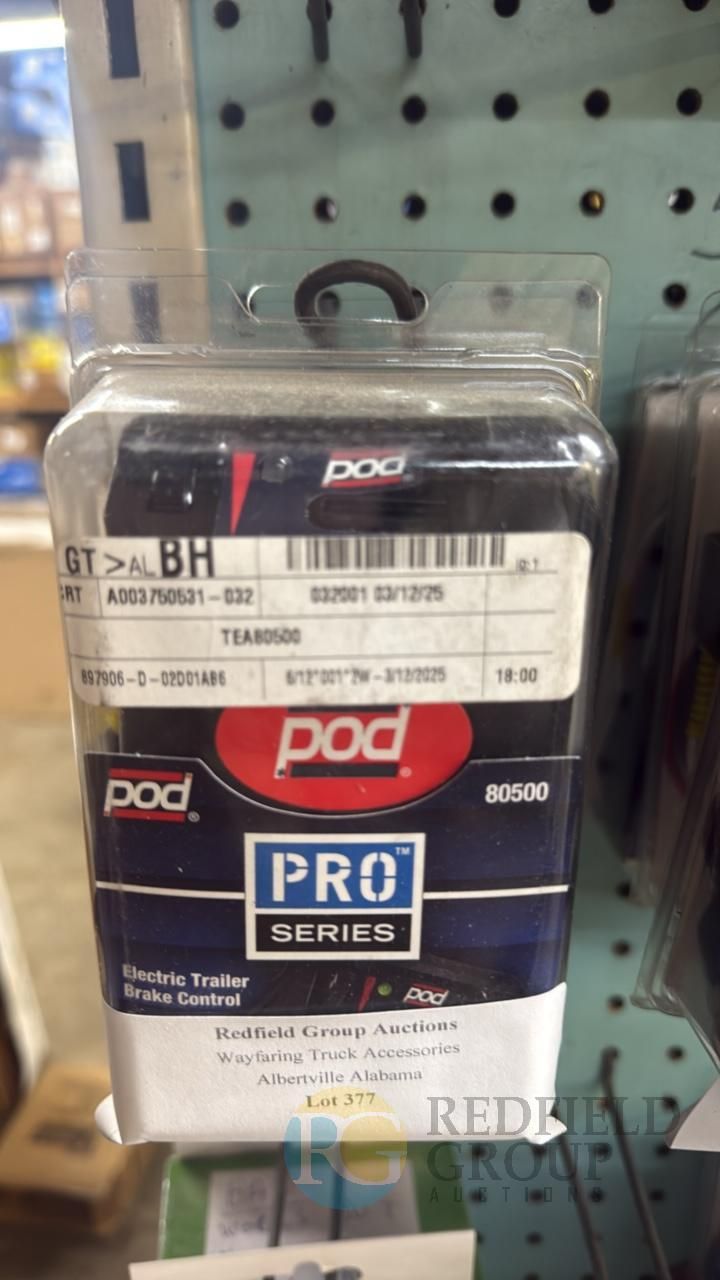 pod
GT >AL BH
RT A003750531-032 032001 03/12/25
TEA80500
897906-D-02D01AB6 6/12*001*2W-3/12/2025 18:00
pod®
pod® 80500
PRO™
SERIES
Electric Trailer
Brake Control
pod
Redfield Group Auctions
Wayfaring Truck Accessories
Albertville Alabama
Lot 377
RG REDFIELD
GROUP
AUCTIONS